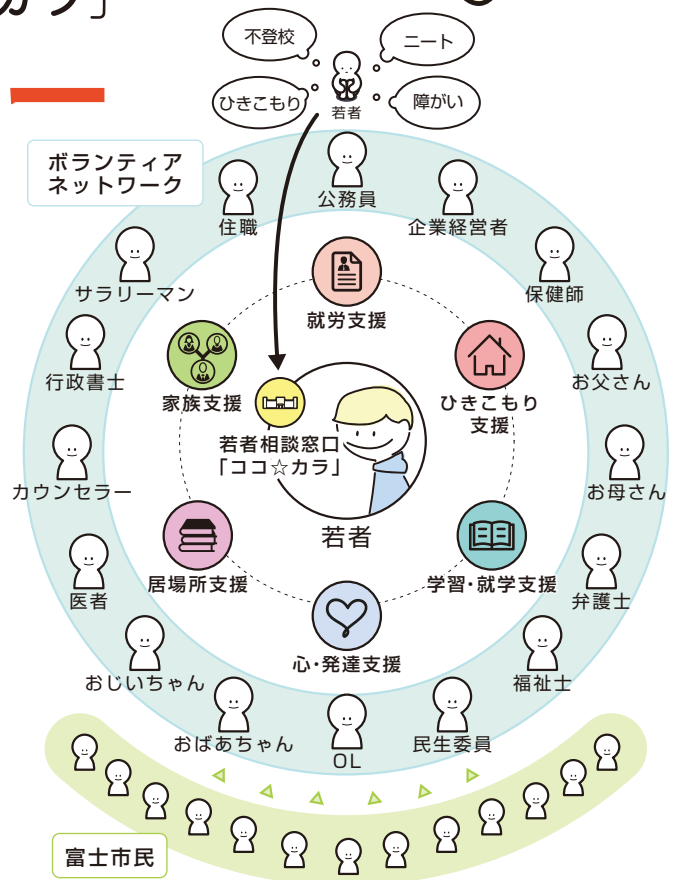 カラ」
不登校
ニート
ひきこもり
障がい
若者
ボランティア
ネットワーク
公務員
住職
企業経営者
サラリーマン
保健師
就労支援
行政書士
お父さん
家族支援
ひきこもり
支援
若者相談窓口
「ココ☆カラ」
カウンセラー
お母さん
若者
居場所支援
学習・就学支援
医者
弁護士
心・発達支援
おじいちゃん
福祉士
おばあちゃん
OL
民生委員
富士市民